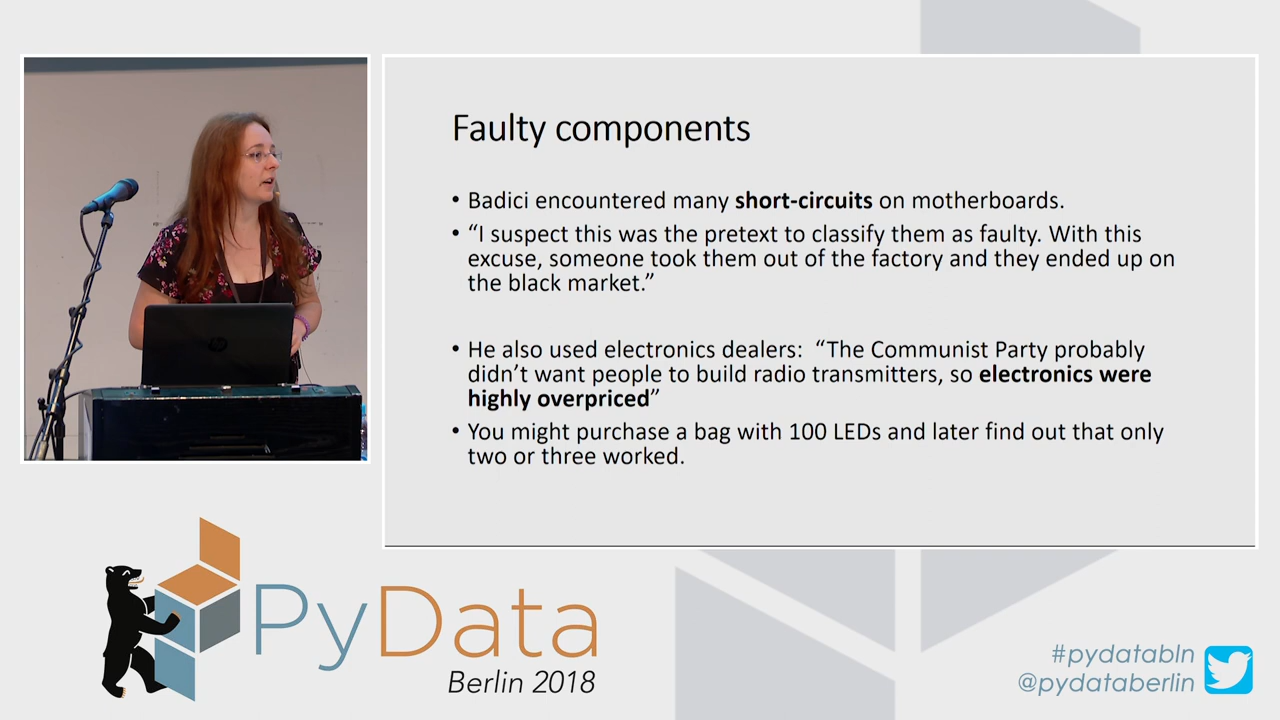 Faulty components
• Badici encountered many short-circuits on motherboards.
• “I suspect this was the pretext to classify them as faulty. With this
excuse, someone took them out of the factory and they ended up on
the black market.”
• He also used electronics dealers:  “The Communist Party probably
didn’t want people to build radio transmitters, so electronics were
highly overpriced”
• You might purchase a bag with 100 LEDs and later find out that only
two or three worked.
PyData
Berlin 2018
#pydatabln
@pydataberlin